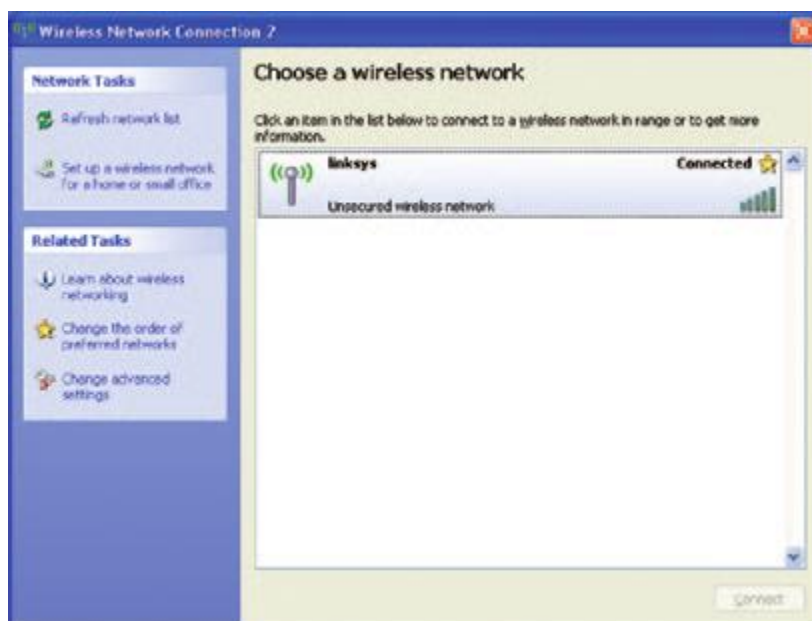 Wireless Network Connection 2
Network Tasks
Refresh network list
Set up a wireless network
for a home or small office
Related Tasks
Learn about wireless
networking
Change the order of
preferred networks
Change advanced
settings
Choose a wireless network
Click an item in the list below to connect to a wireless network in range or to get more
information.
linksys Connected
Unsecured wireless network
Connect